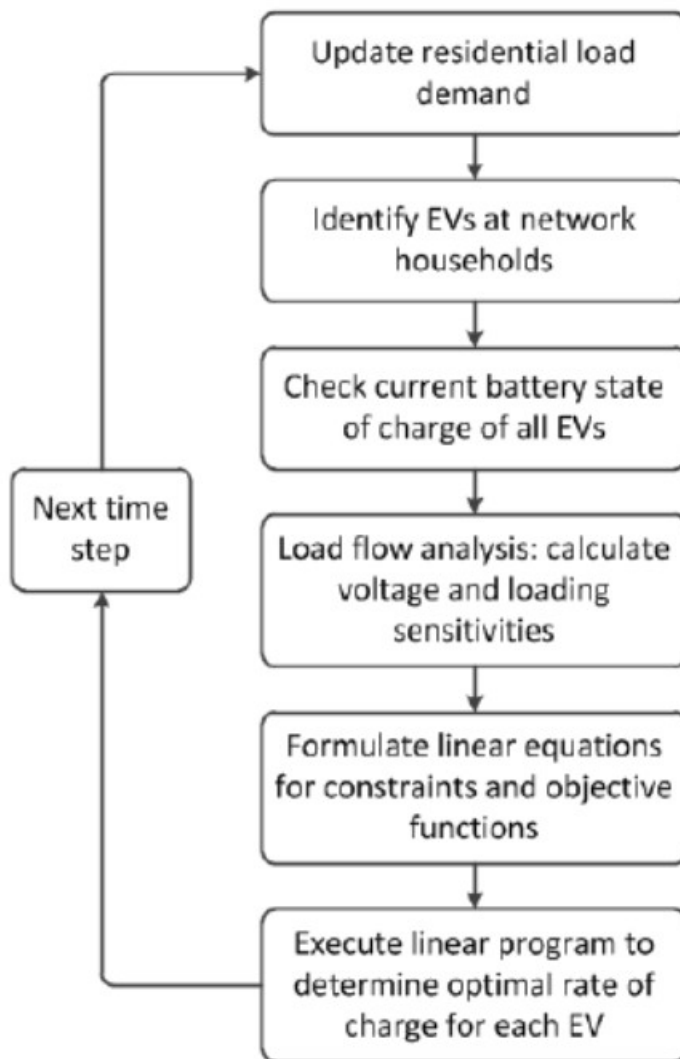 Update residential load
demand
Identify EVs at network
households
Check current battery state
of charge of all EVs
Next time
step
Load flow analysis: calculate
voltage and loading
sensitivities
Formulate linear equations
for constraints and objective
functions
Execute linear program to
determine optimal rate of
charge for each EV